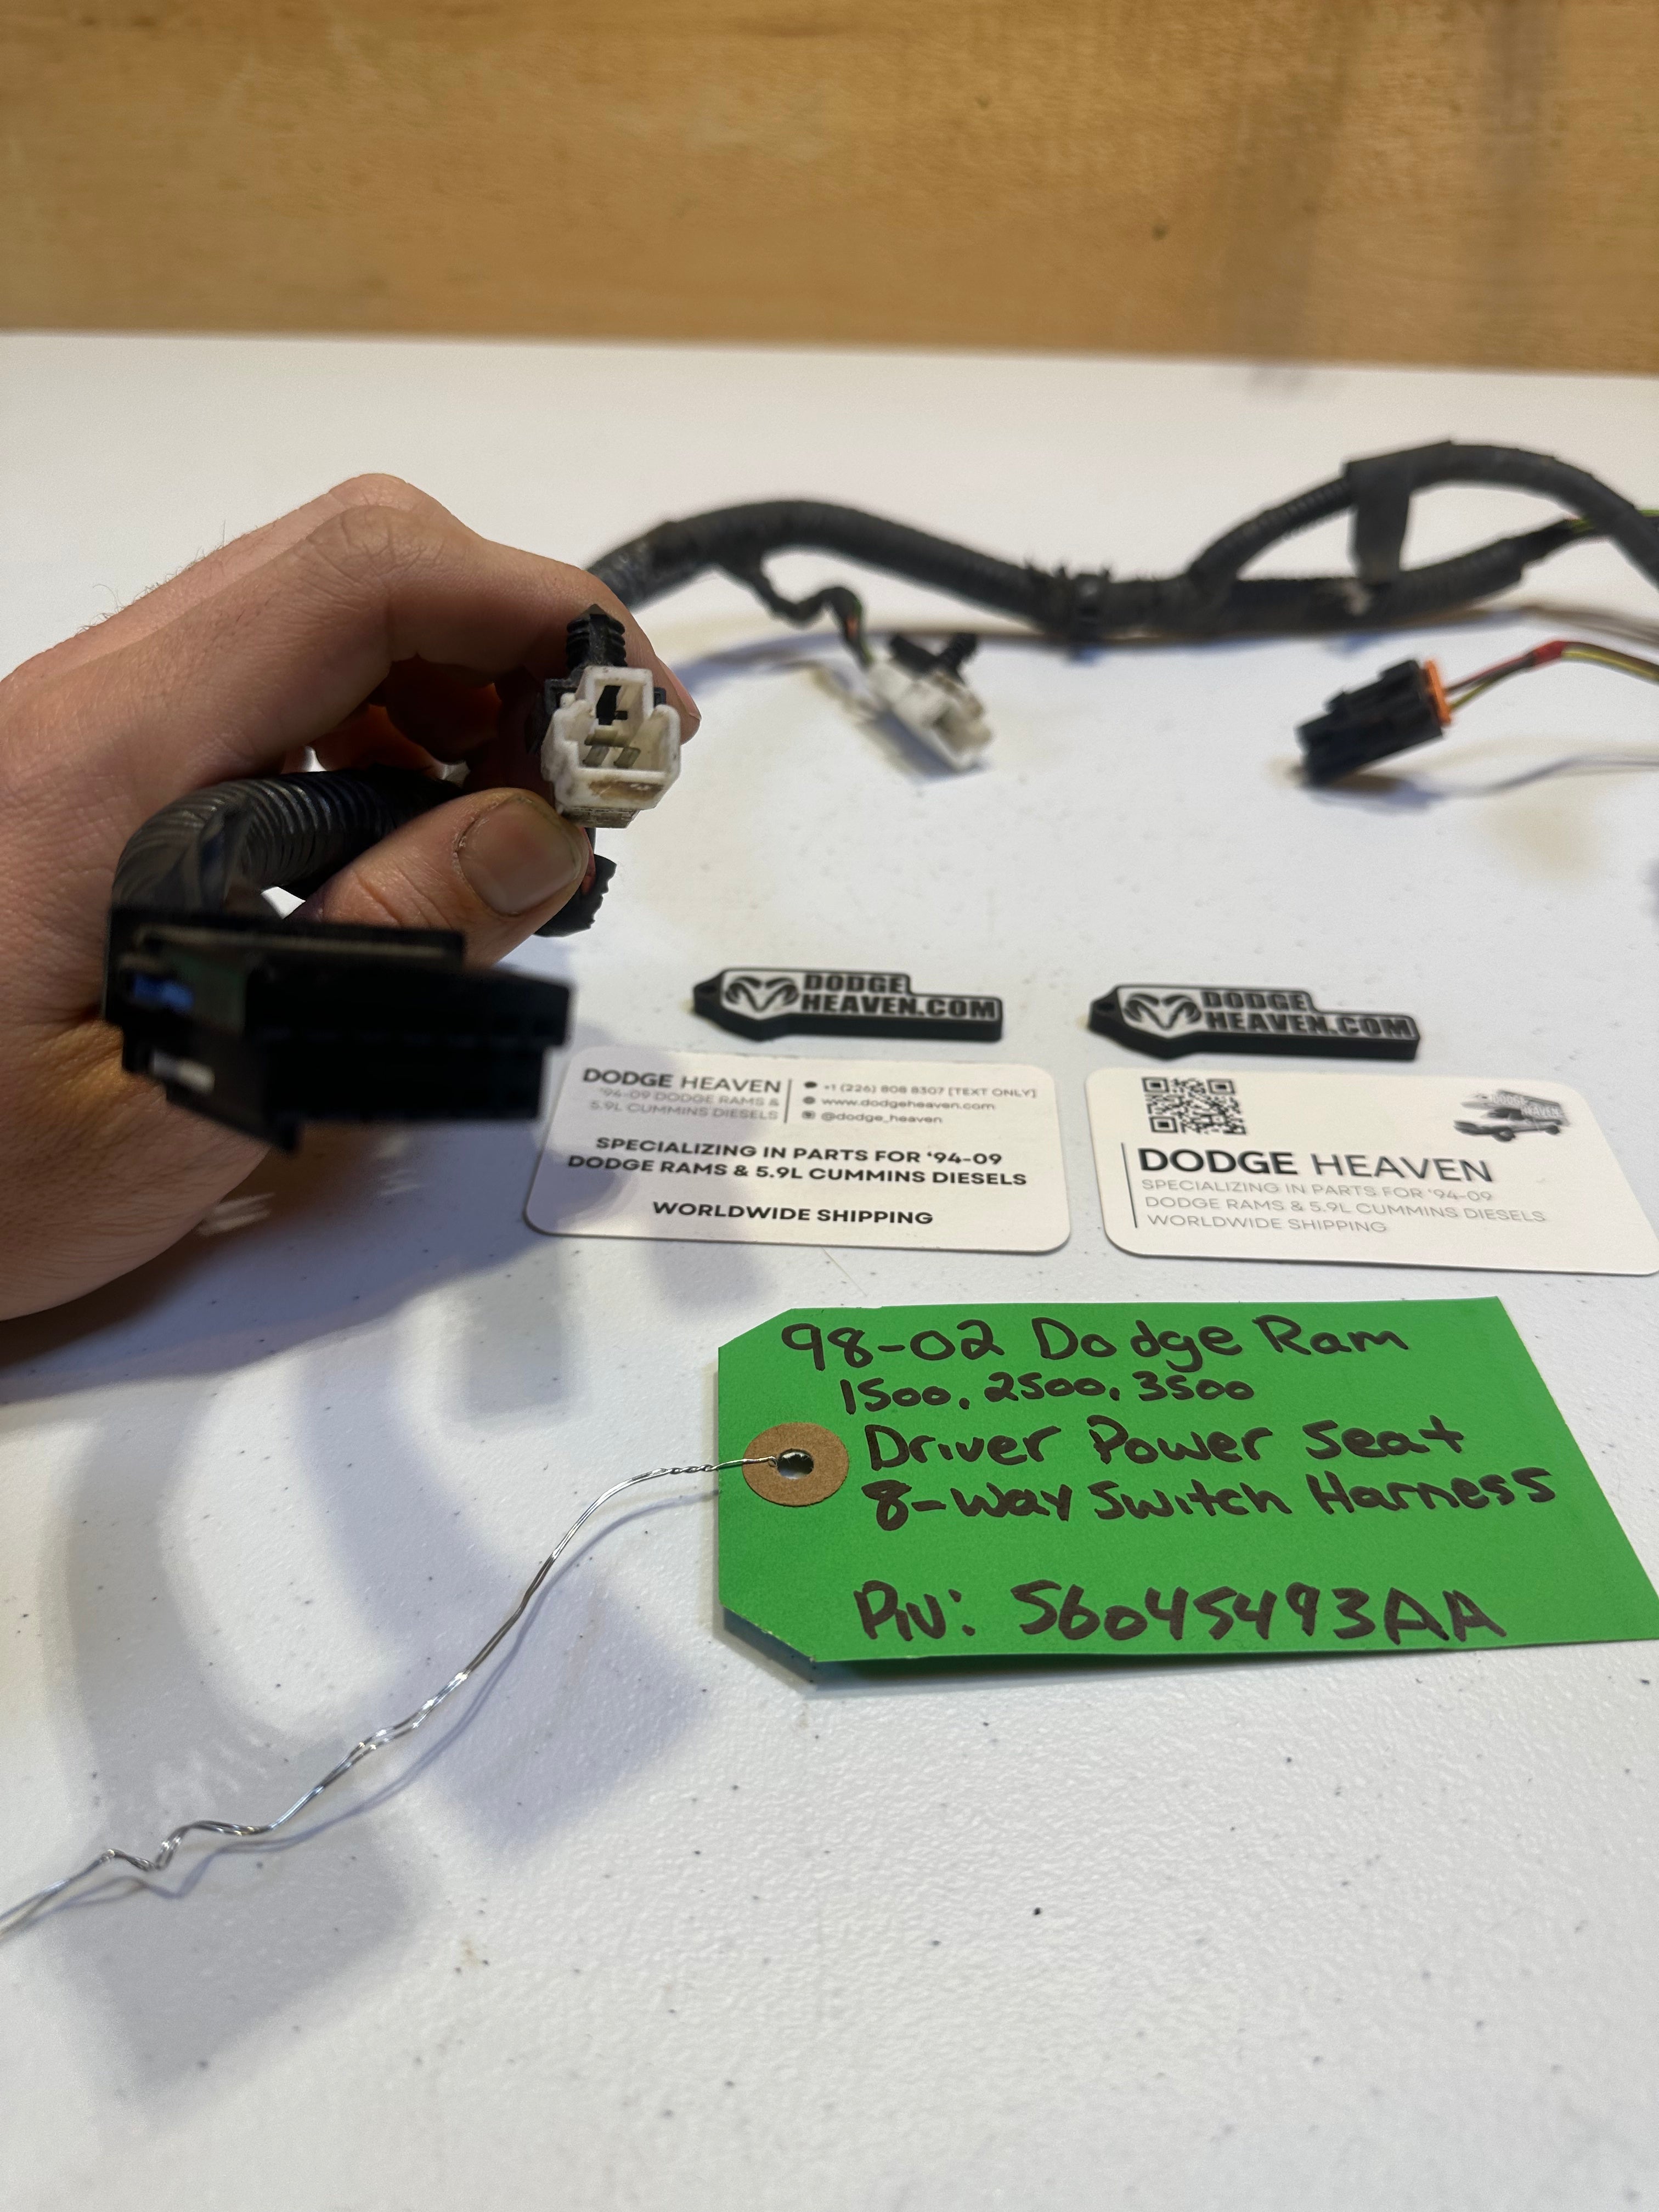 DODGE
HEAVEN.COM
DODGE
HEAVEN.COM
DODGE HEAVEN
'94-09 DODGE RAMS &
5.9L CUMMINS DIESELS
+1 (226) 808 8307 [TEXT ONLY]
www.dodgeheaven.com
@dodge_heaven
SPECIALIZING IN PARTS FOR '94-09
DODGE RAMS & 5.9L CUMMINS DIESELS
WORLDWIDE SHIPPING
DODGE
HEAVEN
DODGE HEAVEN
SPECIALIZING IN PARTS FOR '94-09
DODGE RAMS & 5.9L CUMMINS DIESELS
WORLDWIDE SHIPPING
98-02 Dodge Ram
1500, 2500, 3500
Driver Power Seat
8-Way Switch Harness
PN: 56045493AA